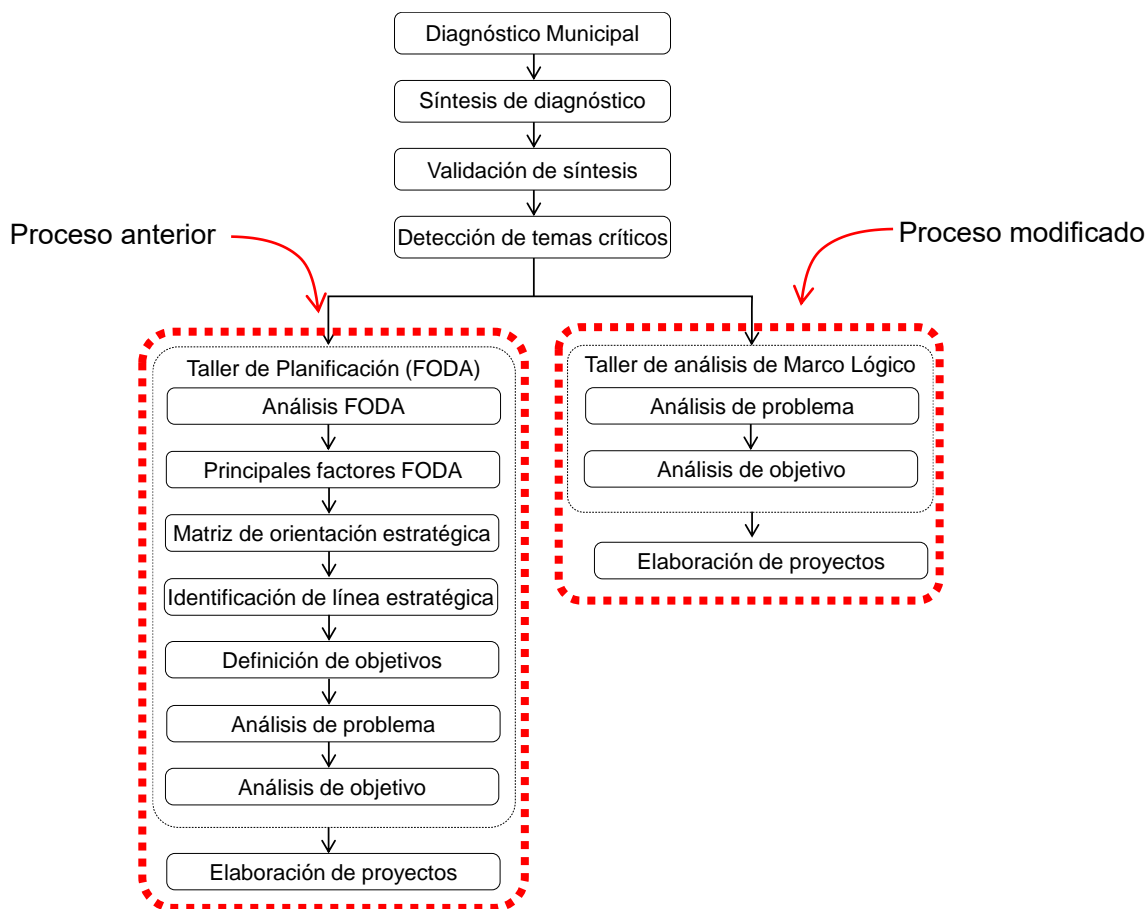 Diagnóstico Municipal
Síntesis de diagnóstico
Validación de síntesis
Detección de temas críticos
Proceso anterior
Proceso modificado
Taller de Planificación (FODA)
Análisis FODA
Principales factores FODA
Matriz de orientación estratégica
Identificación de línea estratégica
Definición de objetivos
Análisis de problema
Análisis de objetivo
Elaboración de proyectos
Taller de análisis de Marco Lógico
Análisis de problema
Análisis de objetivo
Elaboración de proyectos